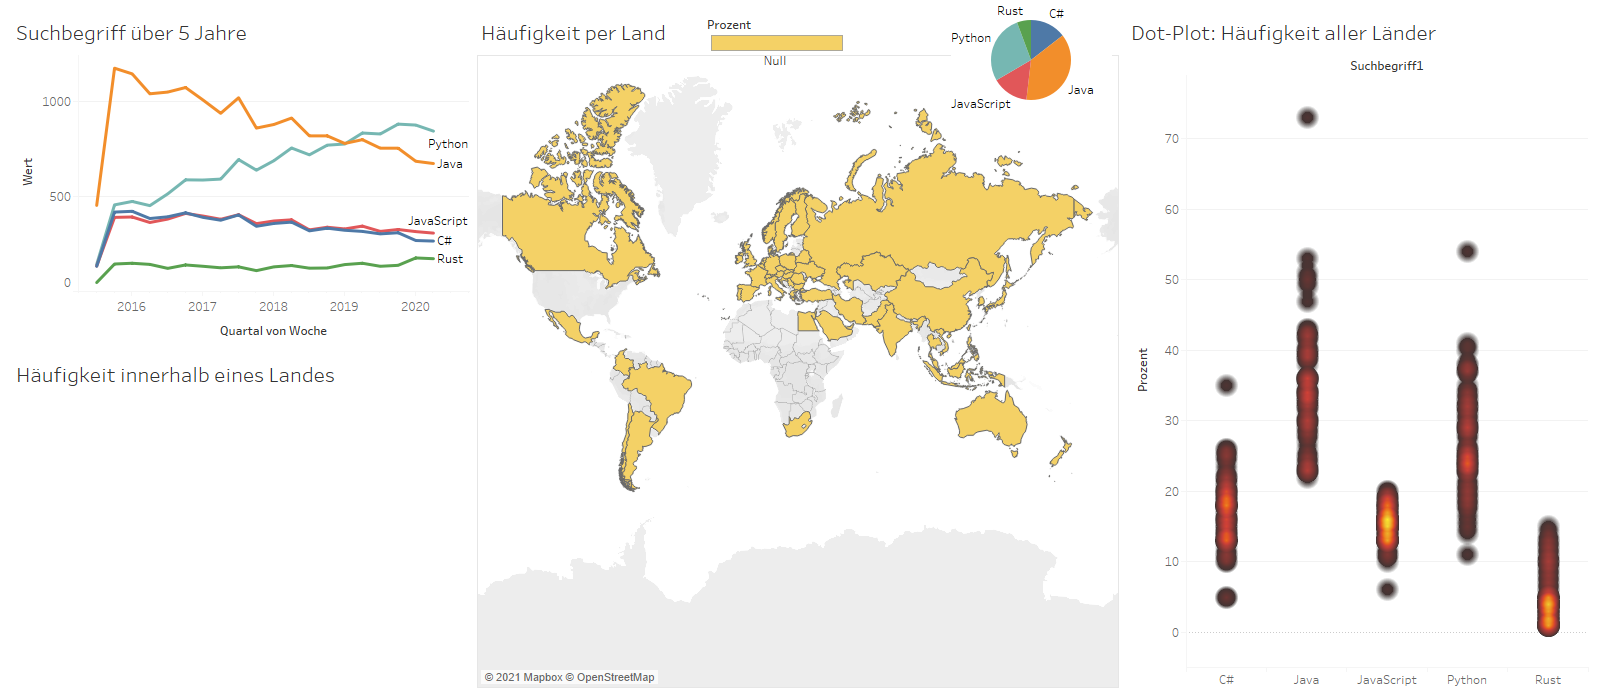 Suchbegriff über 5 Jahre
1000
500
0
Wert
Python
Java
JavaScript
C#
Rust
2016
2017
2018
2019
2020
Quartal von Woche
Häufigkeit innerhalb eines Landes
Häufigkeit per Land
Prozent
Null
Rust
C#
Python
JavaScript
Java
© 2021 Mapbox © OpenStreetMap
Dot-Plot: Häufigkeit aller Länder
Suchbegriff1
70
60
50
40
30
20
10
0
Prozent
C#
Java
JavaScript
Python
Rust